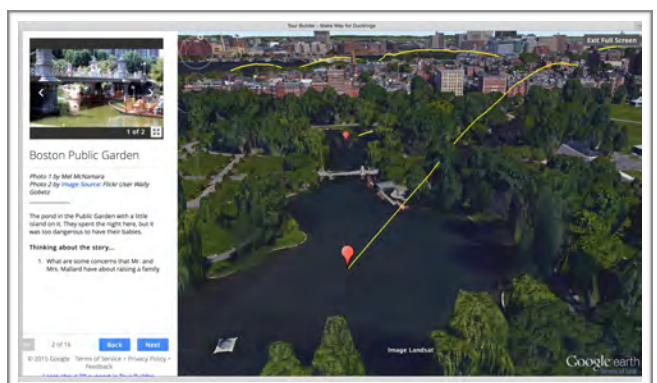 Tour Builder - Make Way for Ducklings
Exit Full Screen
1 of 2
Boston Public Garden
Photo 1 by Mel McNamara
Photo 2 by Image Source: Flickr User Wally
Gobetz
The pond in the Public Garden with a little
island on it. They spent the night here, but it
was too dangerous to have their babies.
Thinking about the story...
1. What are some concerns that Mr. and
Mrs. Mallard have about raising a family
2 of 16
Back
Next
© 2015 Google Terms of Service • Privacy Policy •
Feedback
Image Landsat
Google earth
Terms of Use